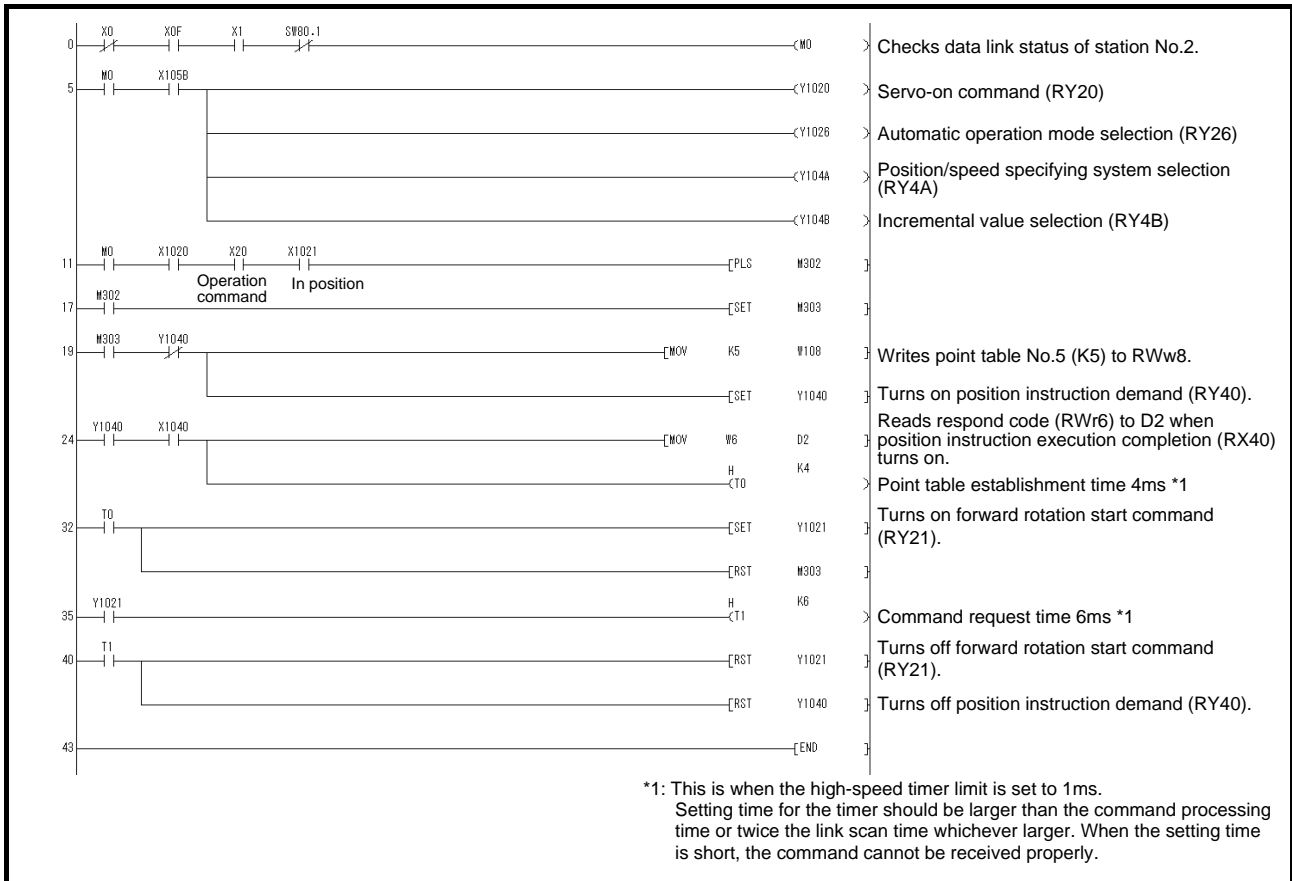 X0 X0F X1 SW80.1
0 M0 Checks data link status of station No.2.
M0 X105B
5 Y1020 Servo-on command (RY20)
Y1026 Automatic operation mode selection (RY26)
Y104A Position/speed specifying system selection
(RY4A)
Y104B Incremental value selection (RY4B)
M0 X1020 X20 X1021
11 PLS M302
Operation In position
command
M302
17 SET M303
M303 Y1040
19 MOV K5 W108 Writes point table No.5 (K5) to RWw8.
SET Y1040 Turns on position instruction demand (RY40).
Y1040 X1040
24 MOV W6 D2 Reads respond code (RWr6) to D2 when
position instruction execution completion (RX40)
turns on.
H K4
T0 Point table establishment time 4ms *1
T0
32 SET Y1021 Turns on forward rotation start command
(RY21).
RST M303
Y1021 H K6
35 T1 Command request time 6ms *1
T1
40 RST Y1021 Turns off forward rotation start command
(RY21).
RST Y1040 Turns off position instruction demand (RY40).
43 END
*1: This is when the high-speed timer limit is set to 1ms.
Setting time for the timer should be larger than the command processing
time or twice the link scan time whichever larger. When the setting time
is short, the command cannot be received properly.